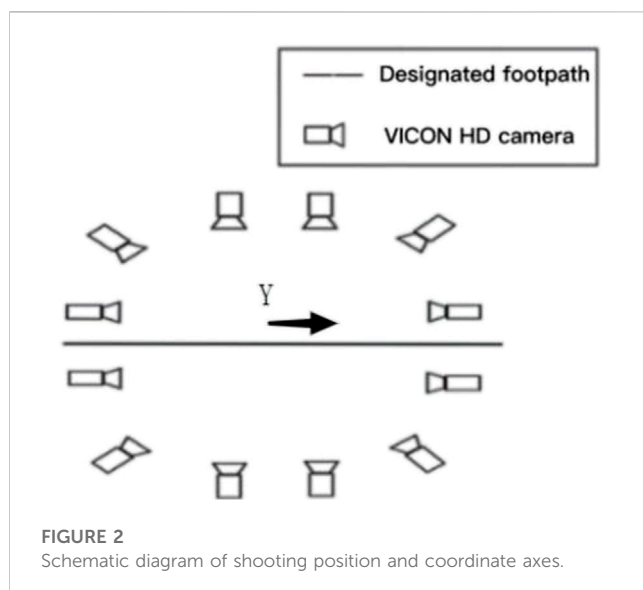 Designated footpath
VICON HD camera
Y
FIGURE 2
Schematic diagram of shooting position and coordinate axes.